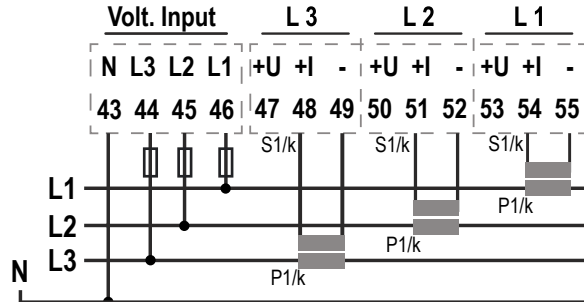 Volt. Input L 3 L 2 L 1
N L3 L2 L1 +U +I - +U +I - +U +I -
43 44 45 46 47 48 49 50 51 52 53 54 55
S1/k S1/k S1/k
L1
P1/k
L2
P1/k
L3
N
P1/k